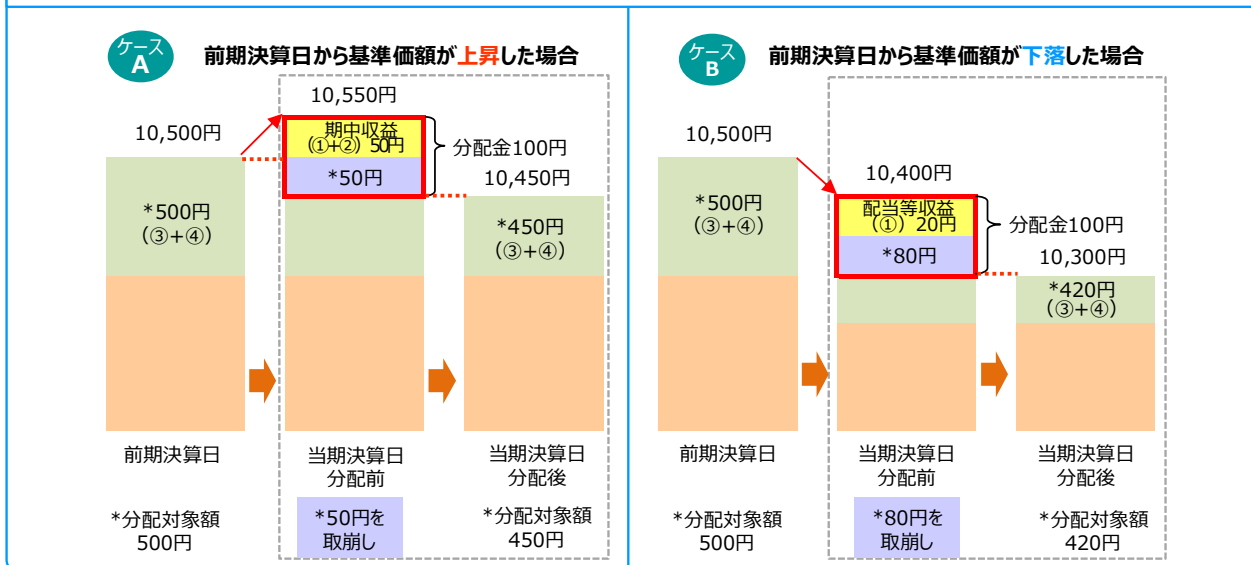 ケース
A
前期決算日から基準価額が上昇した場合
10,550円
10,500円
期中収益
(①+②) 50円
*50円
分配金100円
10,450円
*500円
(③+④)
*450円
(③+④)
前期決算日
当期決算日
分配前
当期決算日
分配後
*分配対象額
500円
*50円を
取崩し
*分配対象額
450円
ケース
B
前期決算日から基準価額が下落した場合
10,500円
10,400円
*500円
(③+④)
配当等収益
(①) 20円
*80円
分配金100円
10,300円
*420円
(③+④)
前期決算日
当期決算日
分配前
当期決算日
分配後
*分配対象額
500円
*80円を
取崩し
*分配対象額
420円